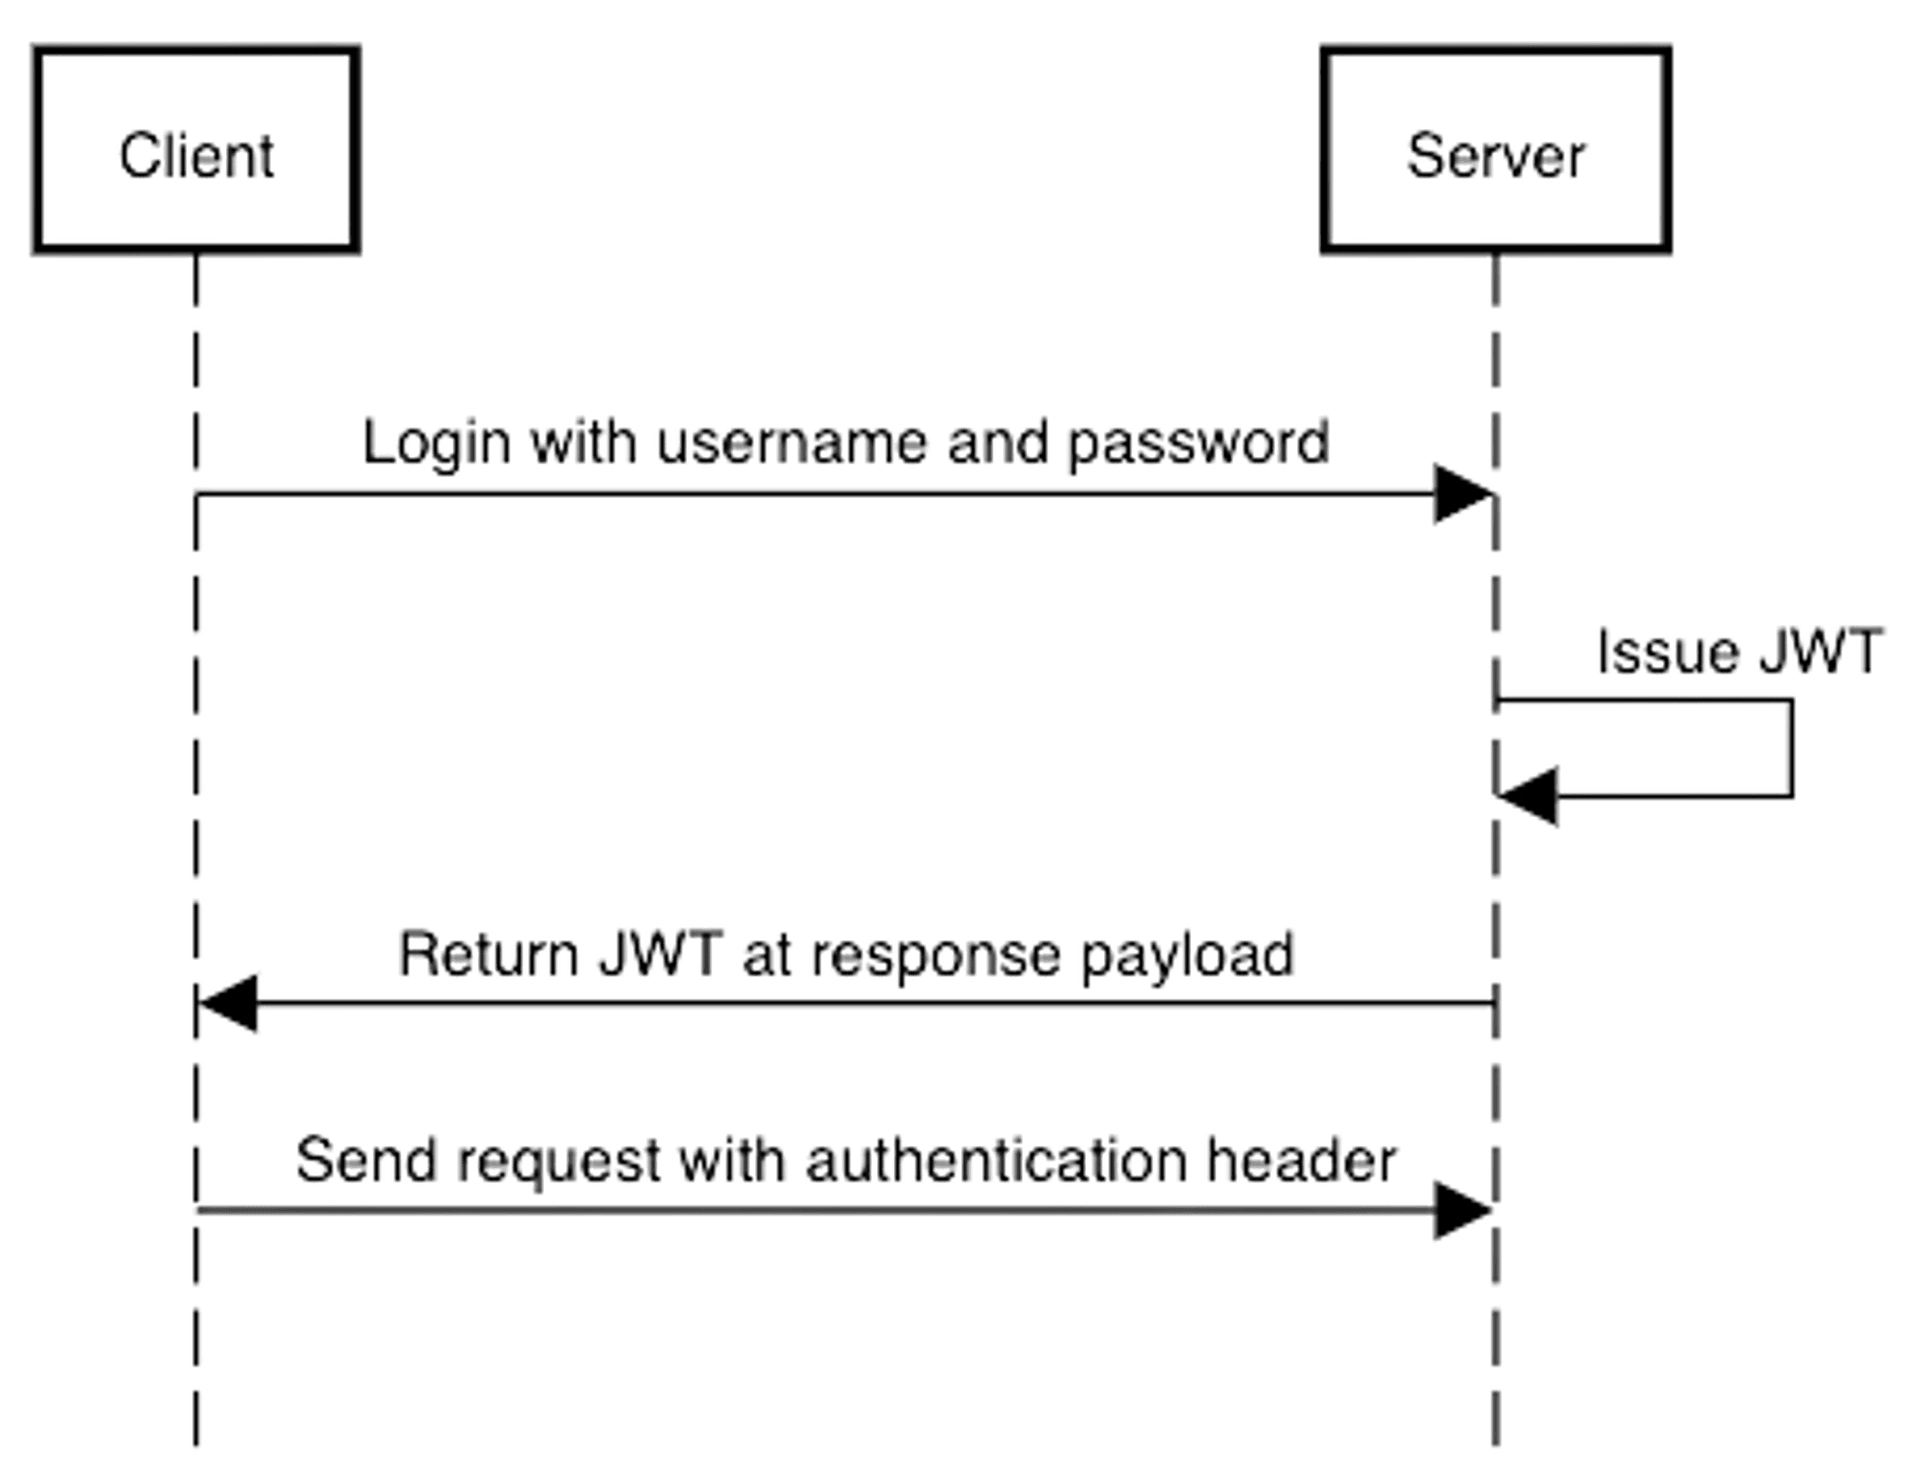 Client
Server
Login with username and password
Issue JWT
Return JWT at response payload
Send request with authentication header